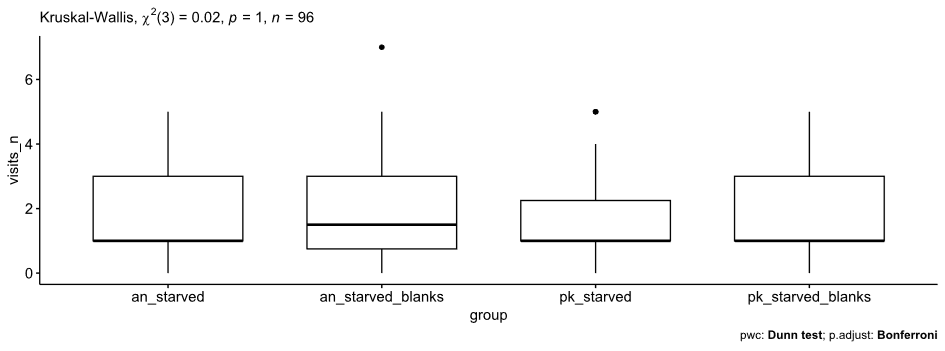 Kruskal-Wallis, χ²(3) = 0.02, p = 1, n = 96
visits_n
6
4
2
0
an_starved an_starved_blanks pk_starved pk_starved_blanks
group
pwc: Dunn test; p.adjust: Bonferroni